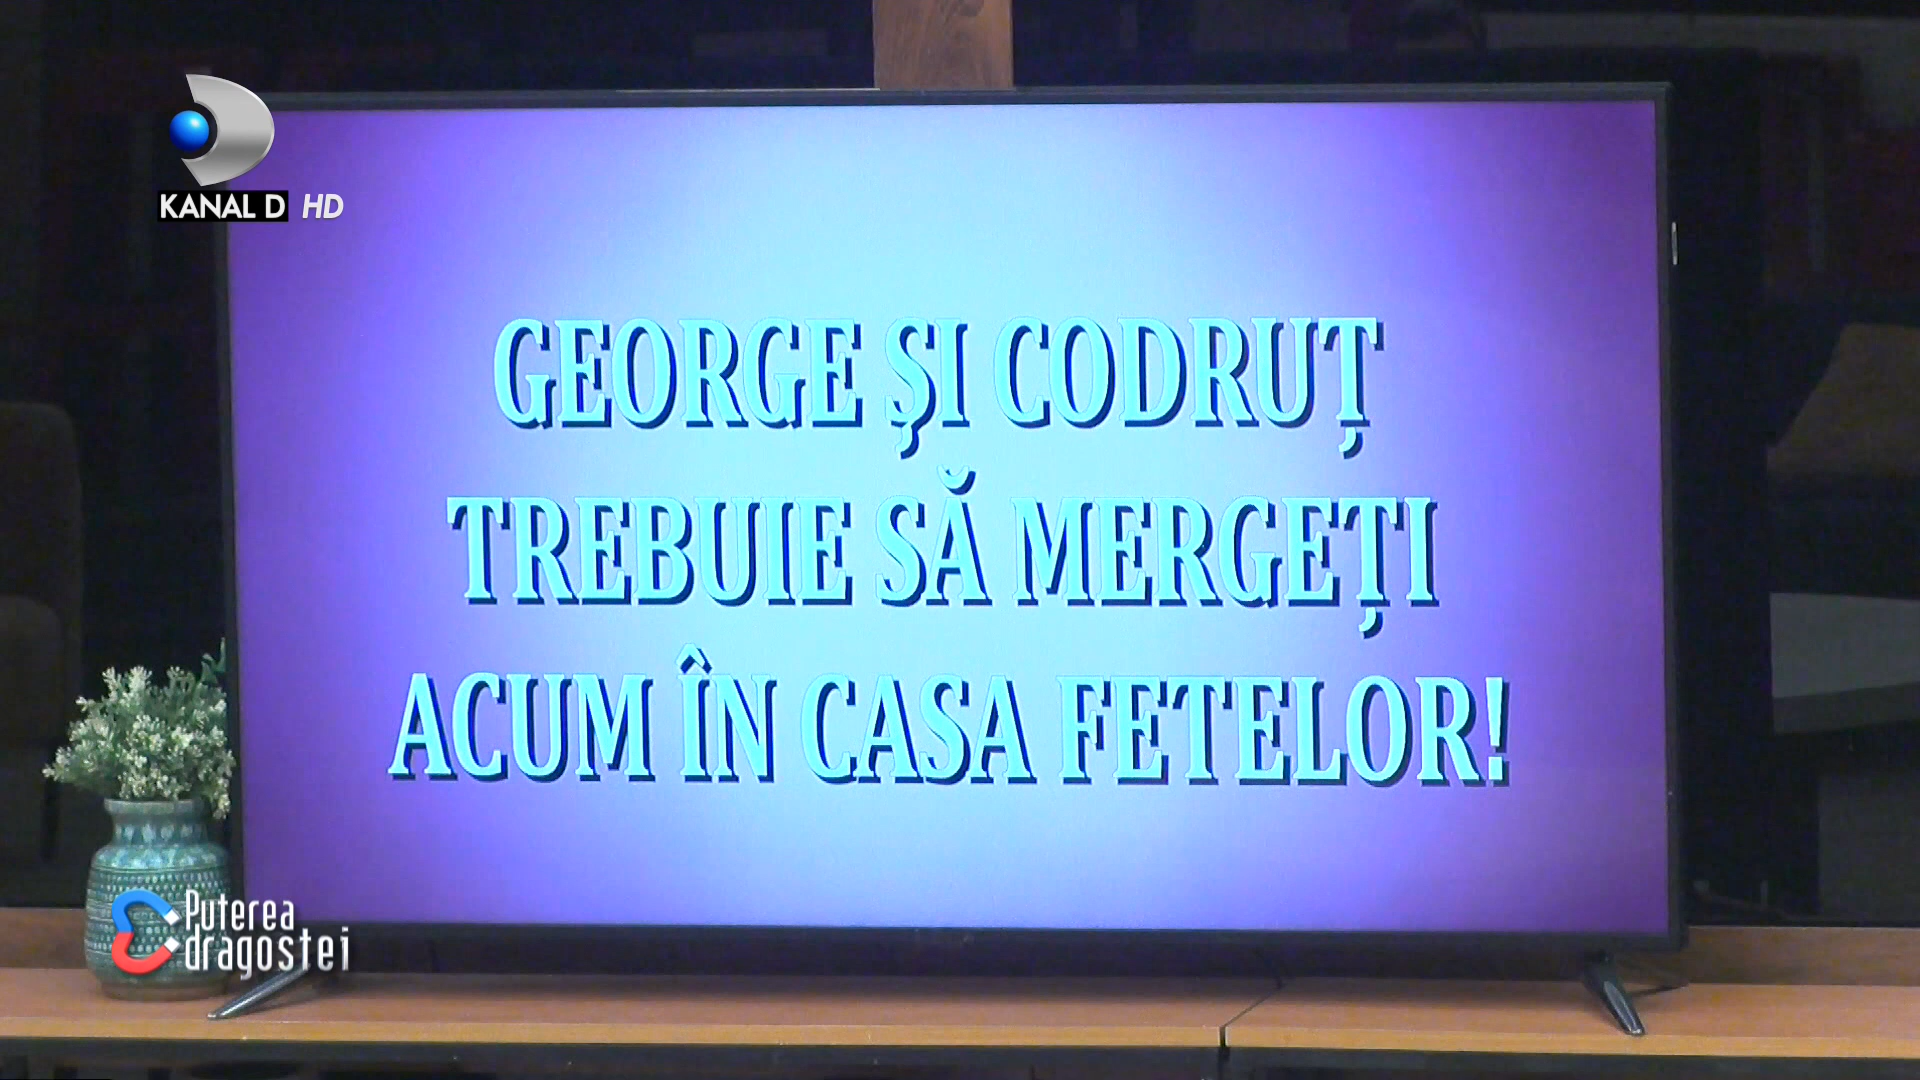 KANAL D HD
GEORGE ȘI CODRUȚ
TREBUIE SĂ MERGEȚI
ACUM ÎN CASA FETELOR!
Puterea
dragostei